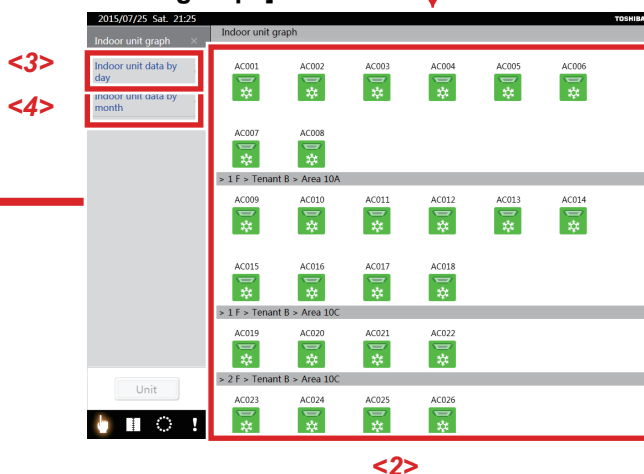 2015/07/25 Sat. 21:25
TOSHIBA
Indoor unit graph ×
Indoor unit graph
<3>
Indoor unit data by
day
<4>
Indoor unit data by
month
AC001 AC002 AC003 AC004 AC005 AC006
AC007 AC008
> 1 F > Tenant B > Area 10A
AC009 AC010 AC011 AC012 AC013 AC014
AC015 AC016 AC017 AC018
> 1 F > Tenant B > Area 10C
AC019 AC020 AC021 AC022
> 2 F > Tenant B > Area 10C
AC023 AC024 AC025 AC026
Unit
!
<2>